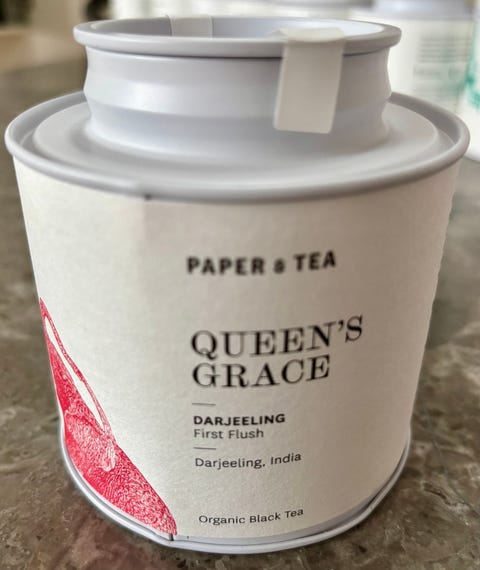 PAPER & TEA
QUEEN'S
GRACE
DARJEELING
First Flush
Darjeeling, India
Organic Black Tea